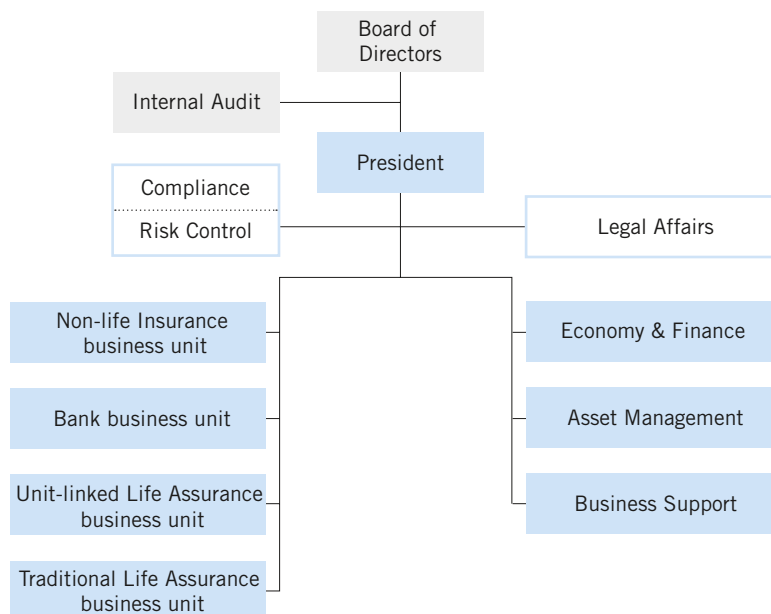 Board of
Directors
Internal Audit
President
Compliance
Risk Control
Legal Affairs
Non-life Insurance
business unit
Economy & Finance
Bank business unit
Asset Management
Unit-linked Life Assurance
business unit
Business Support
Traditional Life Assurance
business unit